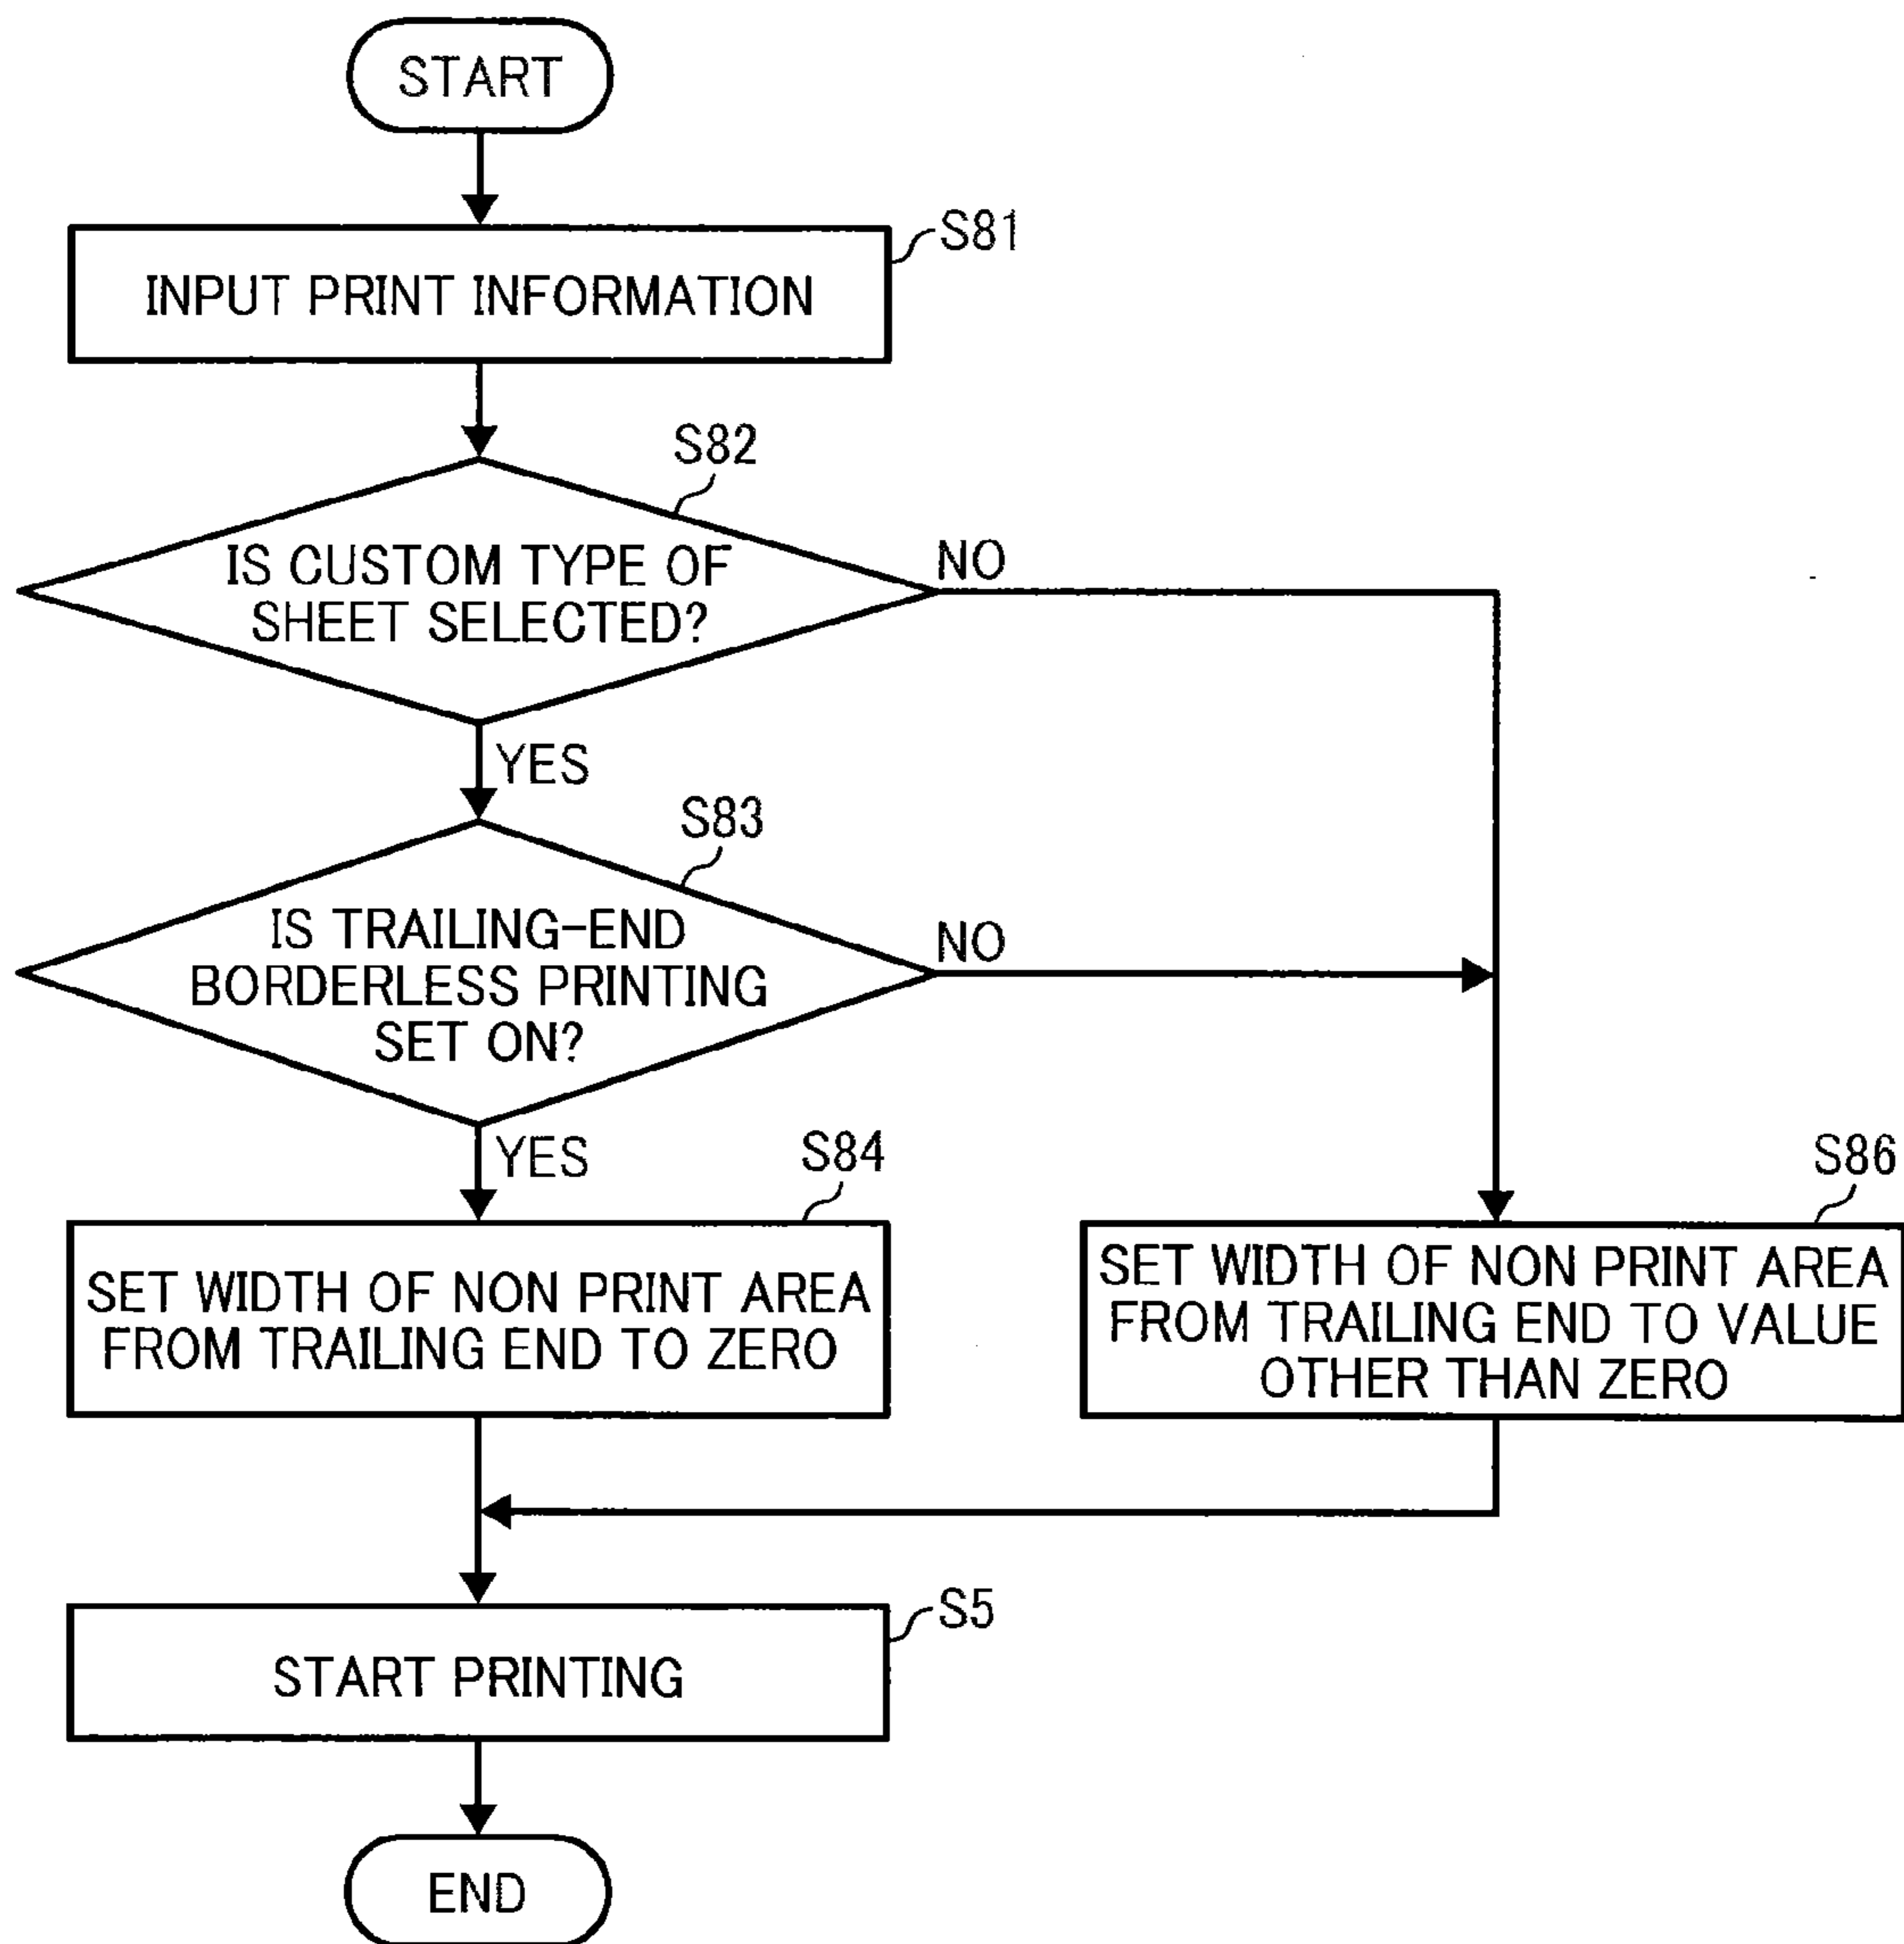 START
S81
INPUT PRINT INFORMATION
S82
IS CUSTOM TYPE OF
SHEET SELECTED?
NO
YES
S83
IS TRAILING-END
BORDERLESS PRINTING
SET ON?
NO
YES
S84
SET WIDTH OF NON PRINT AREA
FROM TRAILING END TO ZERO
S86
SET WIDTH OF NON PRINT AREA
FROM TRAILING END TO VALUE
OTHER THAN ZERO
S5
START PRINTING
END